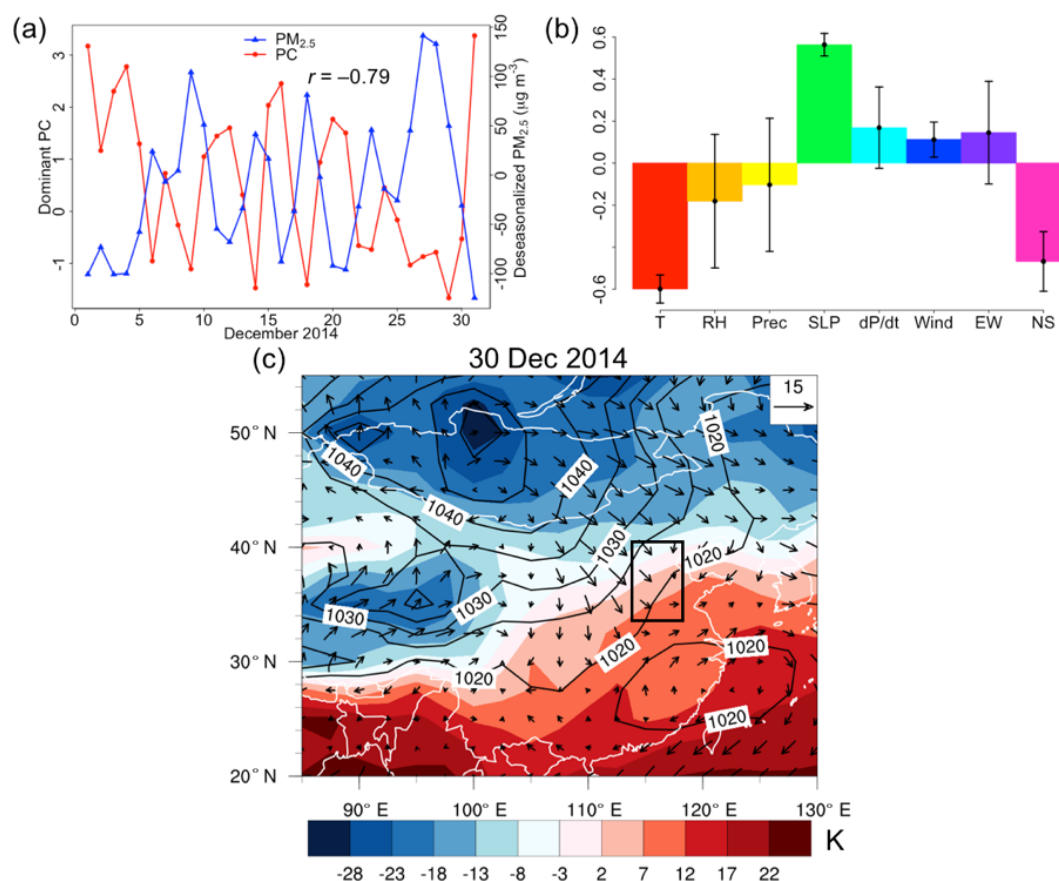 (a)
PM2.5
PC
r = −0.79
Dominant PC
3
2
1
0
-1
Deseasonalized PM2.5 (μg m−3)
150
100
50
0
-50
-100
0 5 10 15 20 25 30
December 2014
(b)
0.6
0.4
0.2
0.0
-0.2
-0.6
T RH Prec SLP dP/dt Wind EW NS
(c)
30 Dec 2014
15
50° N
40° N
30° N
20° N
1040
1040
1040
1030
1030
1020
1020
1020
1020
1020
1020
90° E 100° E 110° E 120° E 130° E
K
-28 -23 -18 -13 -8 -3 2 7 12 17 22